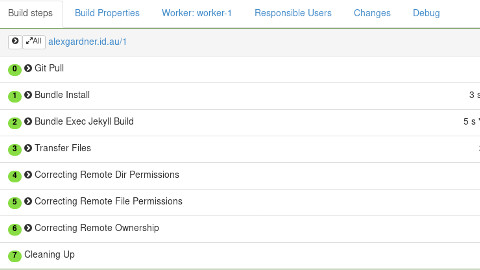 Build steps Build Properties Worker: worker-1 Responsible Users Changes Debug
All alexgardner.id.au/1
0 Git Pull
1 Bundle Install 3 s
2 Bundle Exec Jekyll Build 5 s
3 Transfer Files
4 Correcting Remote Dir Permissions
5 Correcting Remote File Permissions
6 Correcting Remote Ownership
7 Cleaning Up